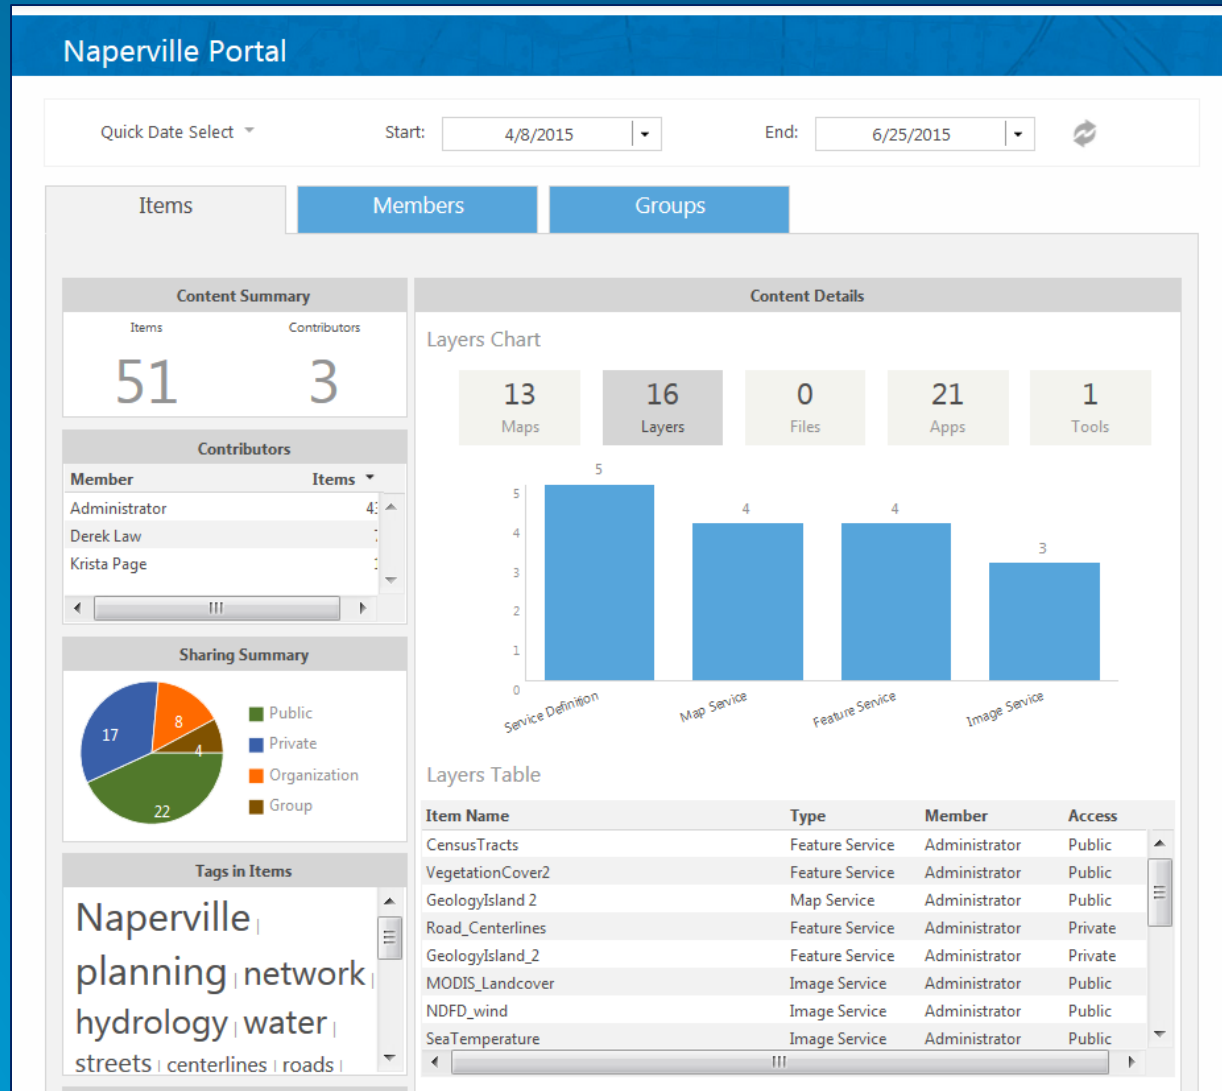 Naperville Portal
Quick Date Select Start: 4/8/2015 End: 6/25/2015
Items Members Groups
Content Summary
Items Contributors
51 3
Contributors
Member Items
Administrator
Derek Law
Krista Page
Sharing Summary
17 8 4 22
Public
Private
Organization
Group
Tags in Items
Naperville |
planning | network |
hydrology | water |
streets | centerlines | roads |
Content Details
Layers Chart
13 16 0 21 1
Maps Layers Files Apps Tools
5 4 4 3
5
4
3
2
1
0
Service Definition Map Service Feature Service Image Service
Layers Table
Item Name Type Member Access
CensusTracts Feature Service Administrator Public
VegetationCover2 Feature Service Administrator Public
GeologyIsland 2 Map Service Administrator Public
Road_Centerlines Feature Service Administrator Private
GeologyIsland_2 Feature Service Administrator Private
MODIS_Landcover Image Service Administrator Public
NDFD_wind Image Service Administrator Public
SeaTemperature Image Service Administrator Public